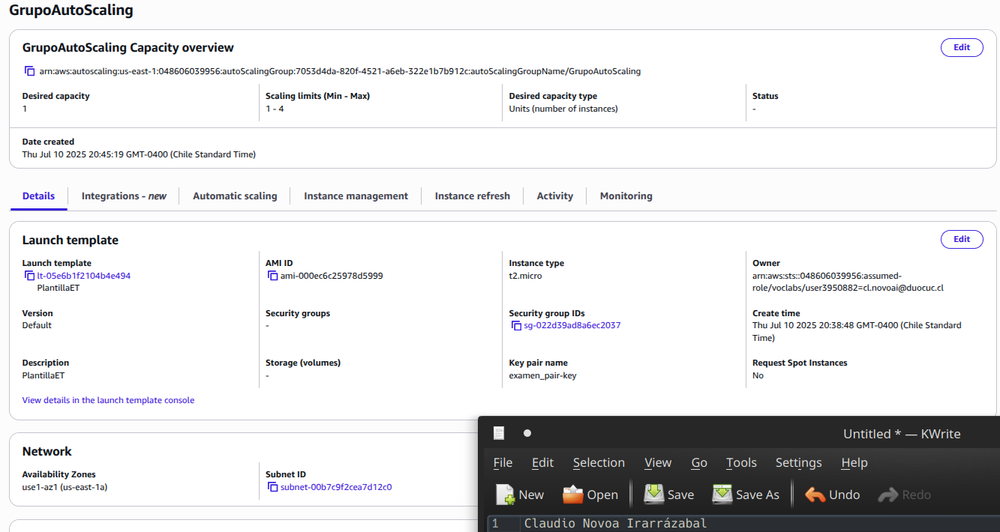 GrupoAutoScaling
GrupoAutoScaling Capacity overview
Edit
arn:aws:autoscaling:us-east-1:048606039956:autoScalingGroup:7053d4da-820f-4521-a6eb-322e1b7b912c:autoScalingGroupName/GrupoAutoScaling
Desired capacity
1
Scaling limits (Min - Max)
1 - 4
Desired capacity type
Units (number of instances)
Status
-
Date created
Thu Jul 10 2025 20:45:19 GMT-0400 (Chile Standard Time)
Details
Integrations - new
Automatic scaling
Instance management
Instance refresh
Activity
Monitoring
Launch template
Edit
Launch template
lt-05e6b1f2104b4e494
PlantillaET
AMI ID
ami-000ec6c25978d5999
Instance type
t2.micro
Owner
arn:aws:sts::048606039956:assumed-
role/voclabs/user3950882=cl.novoai@duocuc.cl
Version
Default
Security groups
-
Security group IDs
sg-022d39ad8a6ec2037
Create time
Thu Jul 10 2025 20:38:48 GMT-0400 (Chile Standard
Time)
Description
PlantillaET
Storage (volumes)
-
Key pair name
examen_pair-key
Request Spot Instances
No
View details in the launch template console
Network
Availability Zones
use1-az1 (us-east-1a)
Subnet ID
subnet-00b7c9f2cea7d12c0
Untitled * — KWrite
File
Edit
Selection
View
Go
Tools
Settings
Help
New
Open
Save
Save As
Undo
Redo
1
Claudio Novoa Irarrázabal